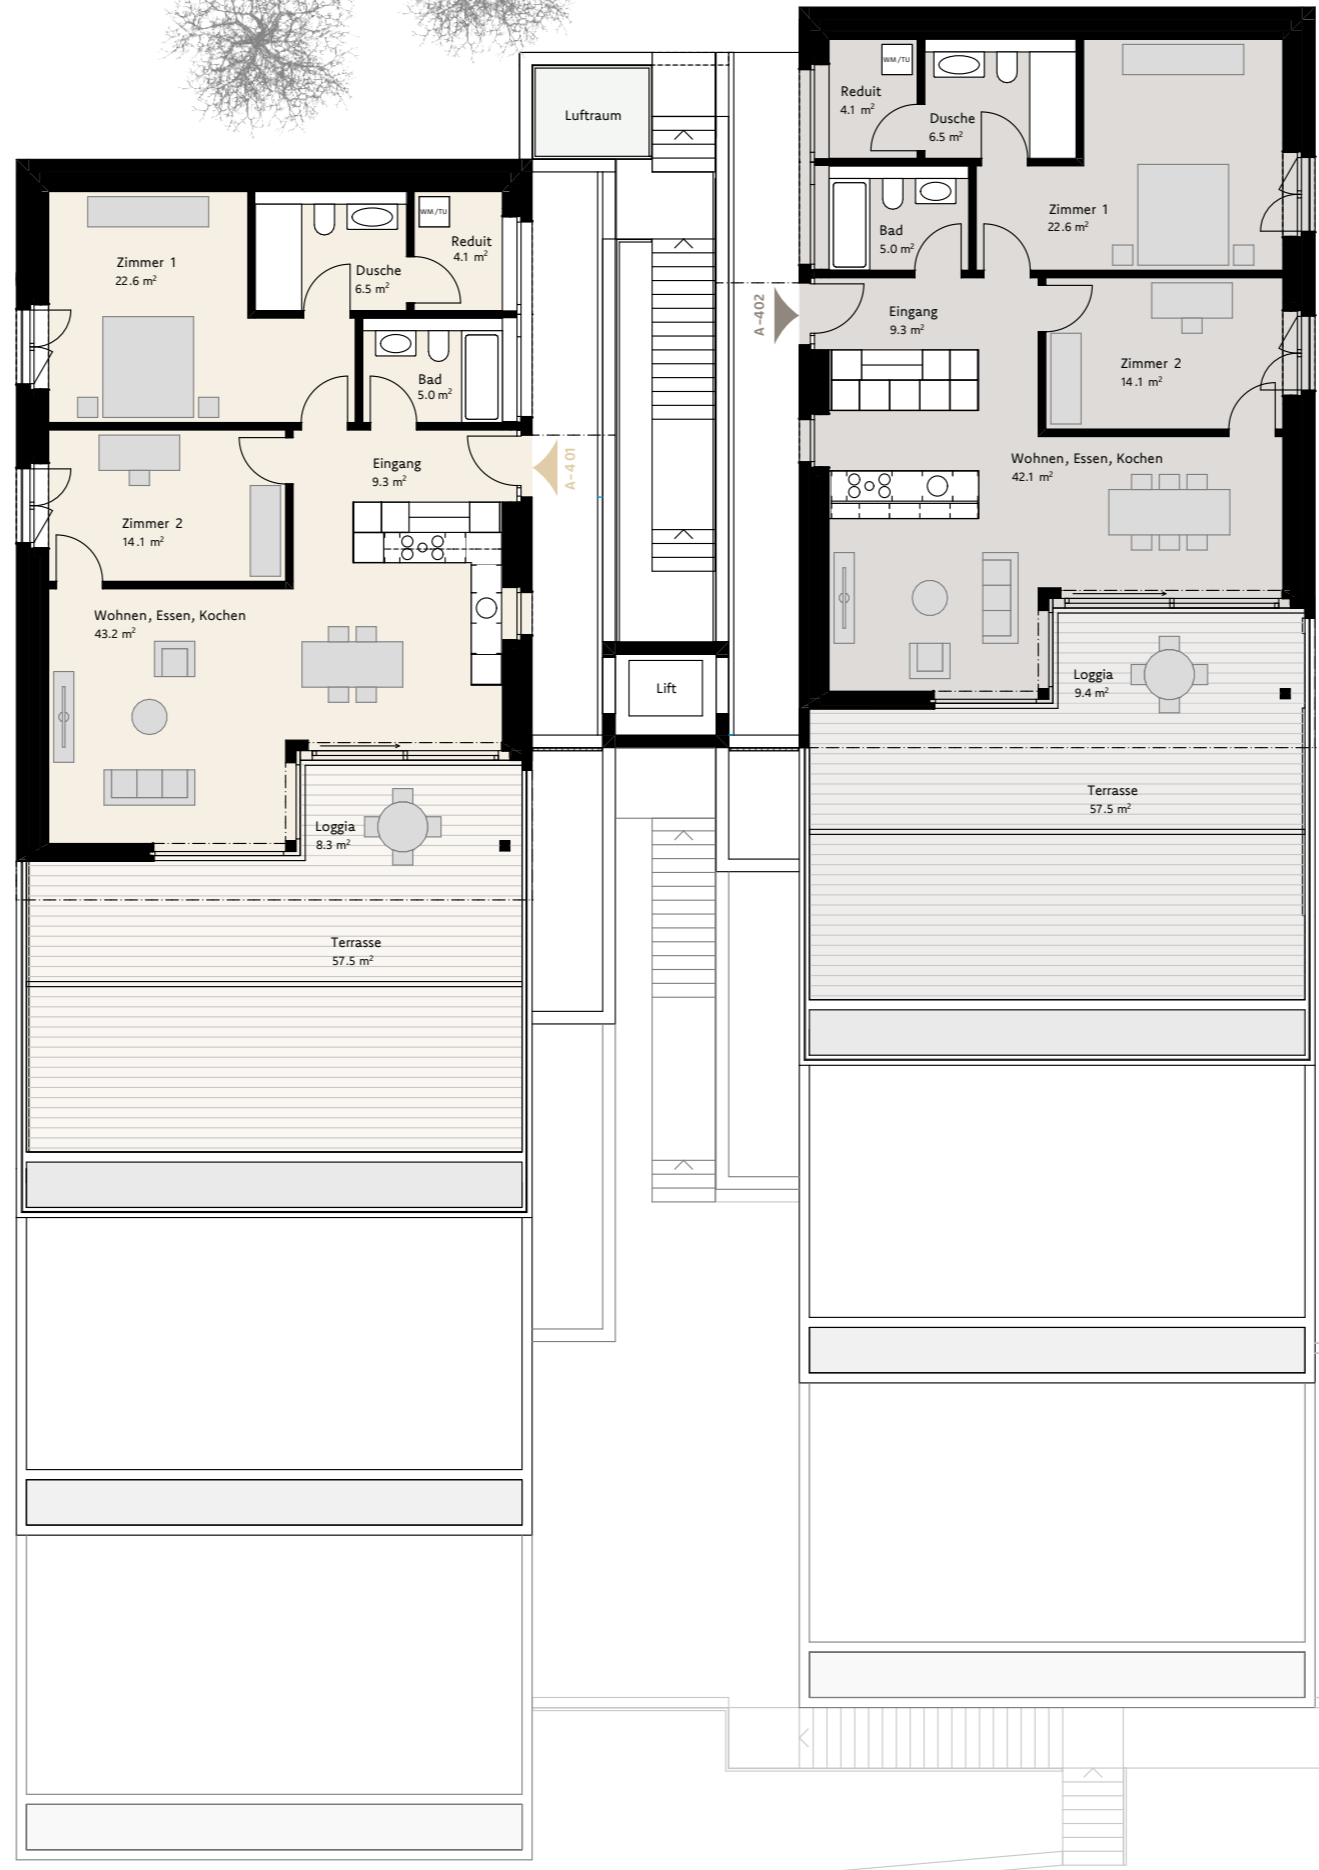 Luftraum
WM./TU
Reduit
4.1 m²
Dusche
6.5 m²
Zimmer 1
22.6 m²
Bad
5.0 m²
A-402
Eingang
9.3 m²
Zimmer 2
14.1 m²
Wohnen, Essen, Kochen
42.1 m²
Loggia
9.4 m²
Terrasse
57.5 m²
Zimmer 1
22.6 m²
WM./TU
Reduit
4.1 m²
Dusche
6.5 m²
Bad
5.0 m²
Eingang
9.3 m²
A-401
Zimmer 2
14.1 m²
Wohnen, Essen, Kochen
43.2 m²
Loggia
8.3 m²
Terrasse
57.5 m²
Lift